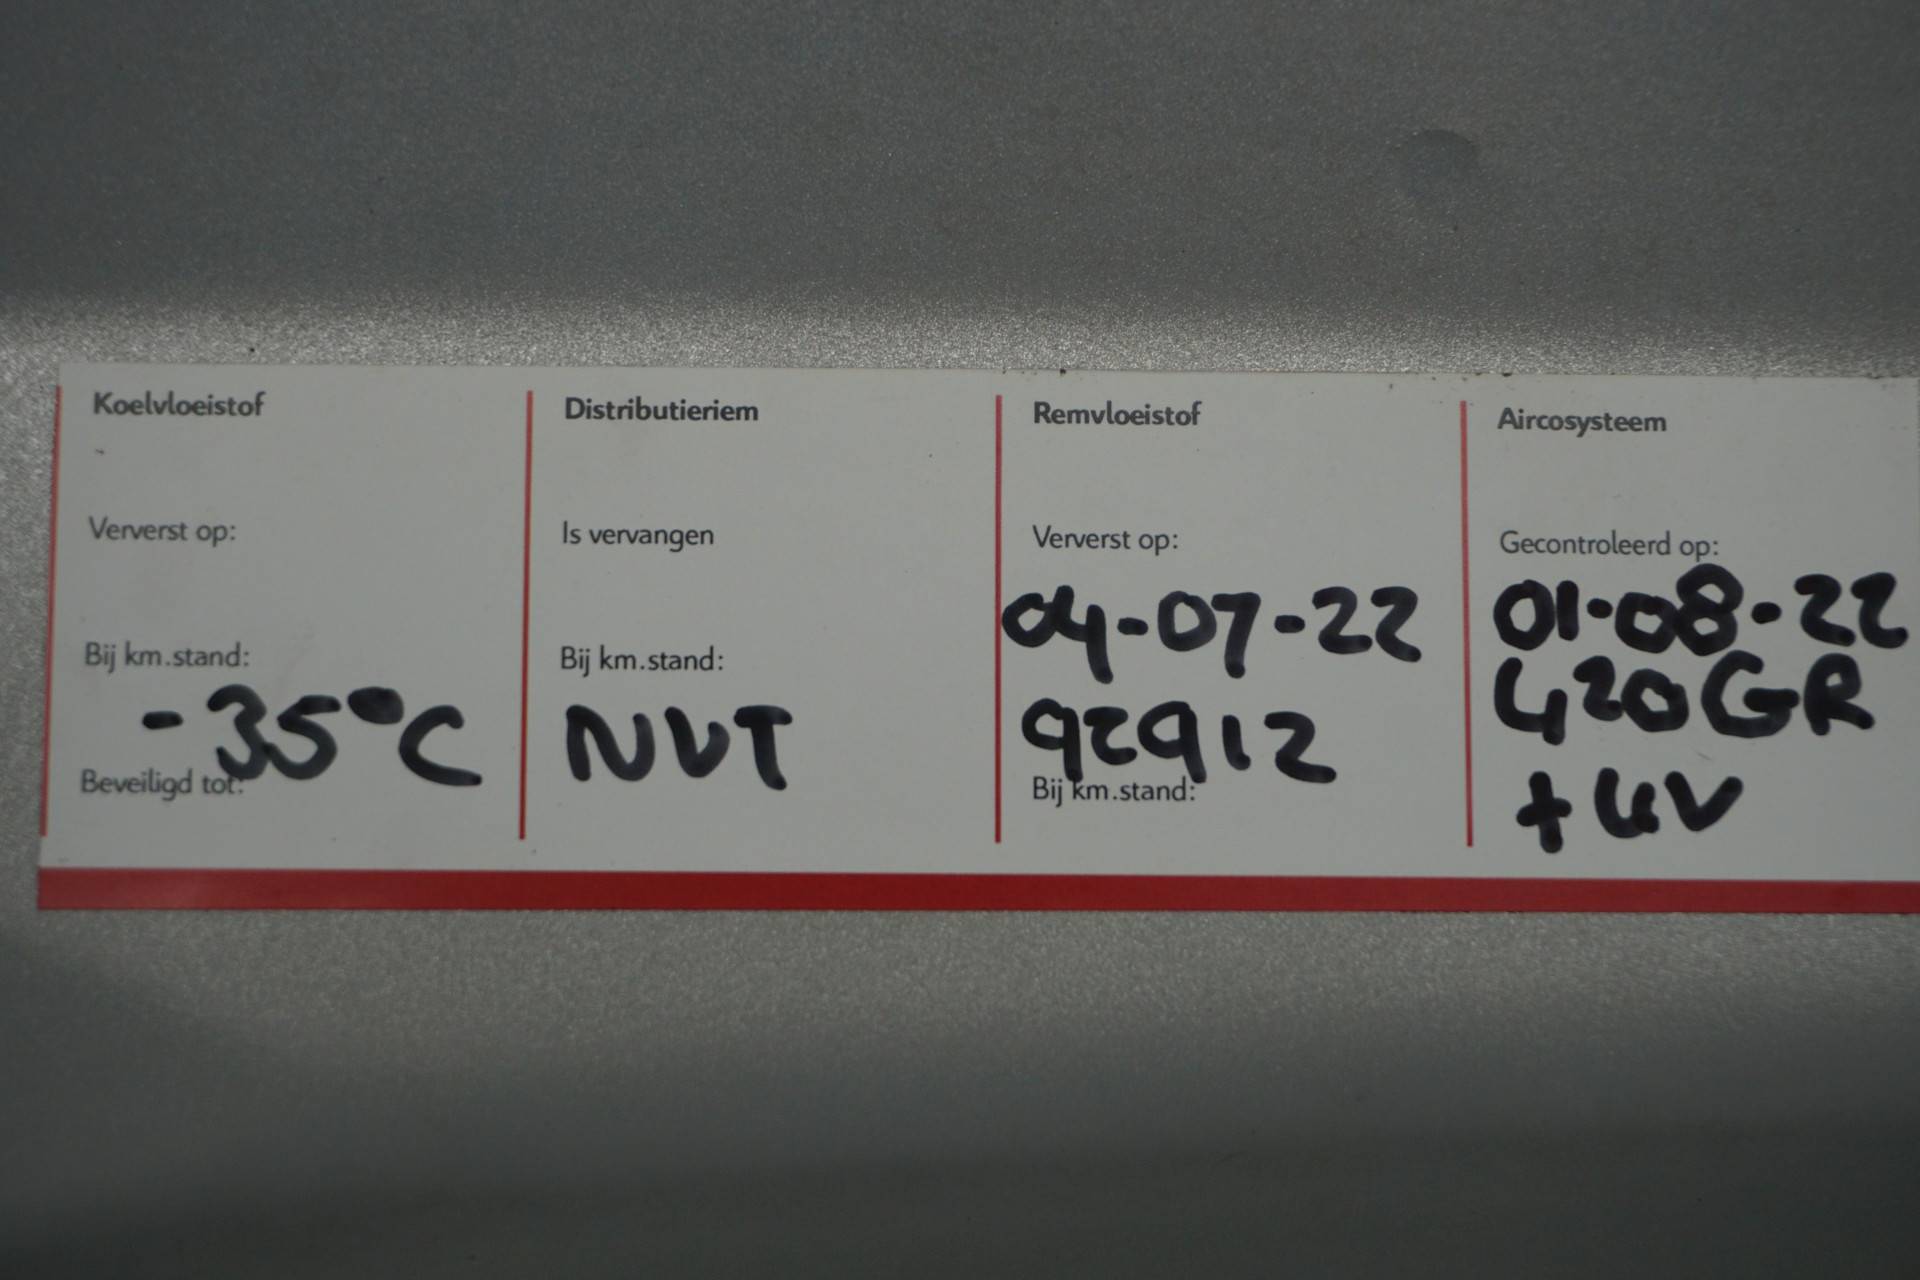 Koelvloeistof
Ververst op:
Bij km.stand:
-35°C
Beveiligd tot:
Distributieriem
Is vervangen
Bij km.stand:
NVT
Remvloeistof
Ververst op:
04-07-22
92912
Bij km.stand:
Aircosysteem
Gecontroleerd op:
01-08-22
420GR
+ UV